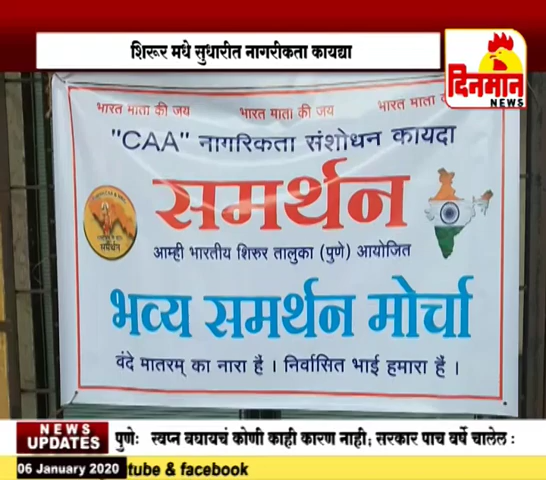 शिरूर मधे सुधारीत नागरीकता कायद्या
दिनमान
NEWS
भारत माता की जय भारत माता की जय भारत माता
"CAA" नागरिकता संशोधन कायदा
समर्थन
आम्ही भारतीय शिरुर तालुका (पुणे) आयोजित
समर्थन
भव्य समर्थन मोर्चा
वंदे मातरम् का नारा है । निर्वासित भाई हमारा है ।
NEWS UPDATES
पुणेः स्वप्न बघायचं कोणी काही कारण नाही; सरकार पाच वर्षे चालेल :
06 January 2020
tube & facebook